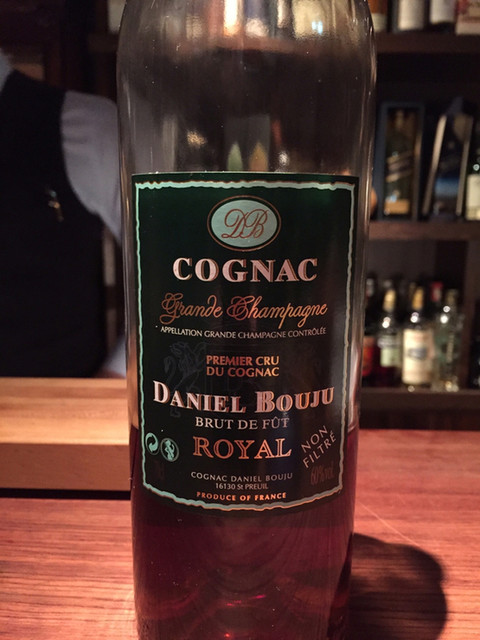 DB
COGNAC
Grande Champagne
APPELLATION GRANDE CHAMPAGNE CONTRÔLÉE
PREMIER CRU
DU COGNAC
DANIEL BOUJU
BRUT DE FÛT
ROYAL
NON
FILTRÉ
COGNAC DANIEL BOUJU
16130 St PREUIL
PRODUCE OF FRANCE